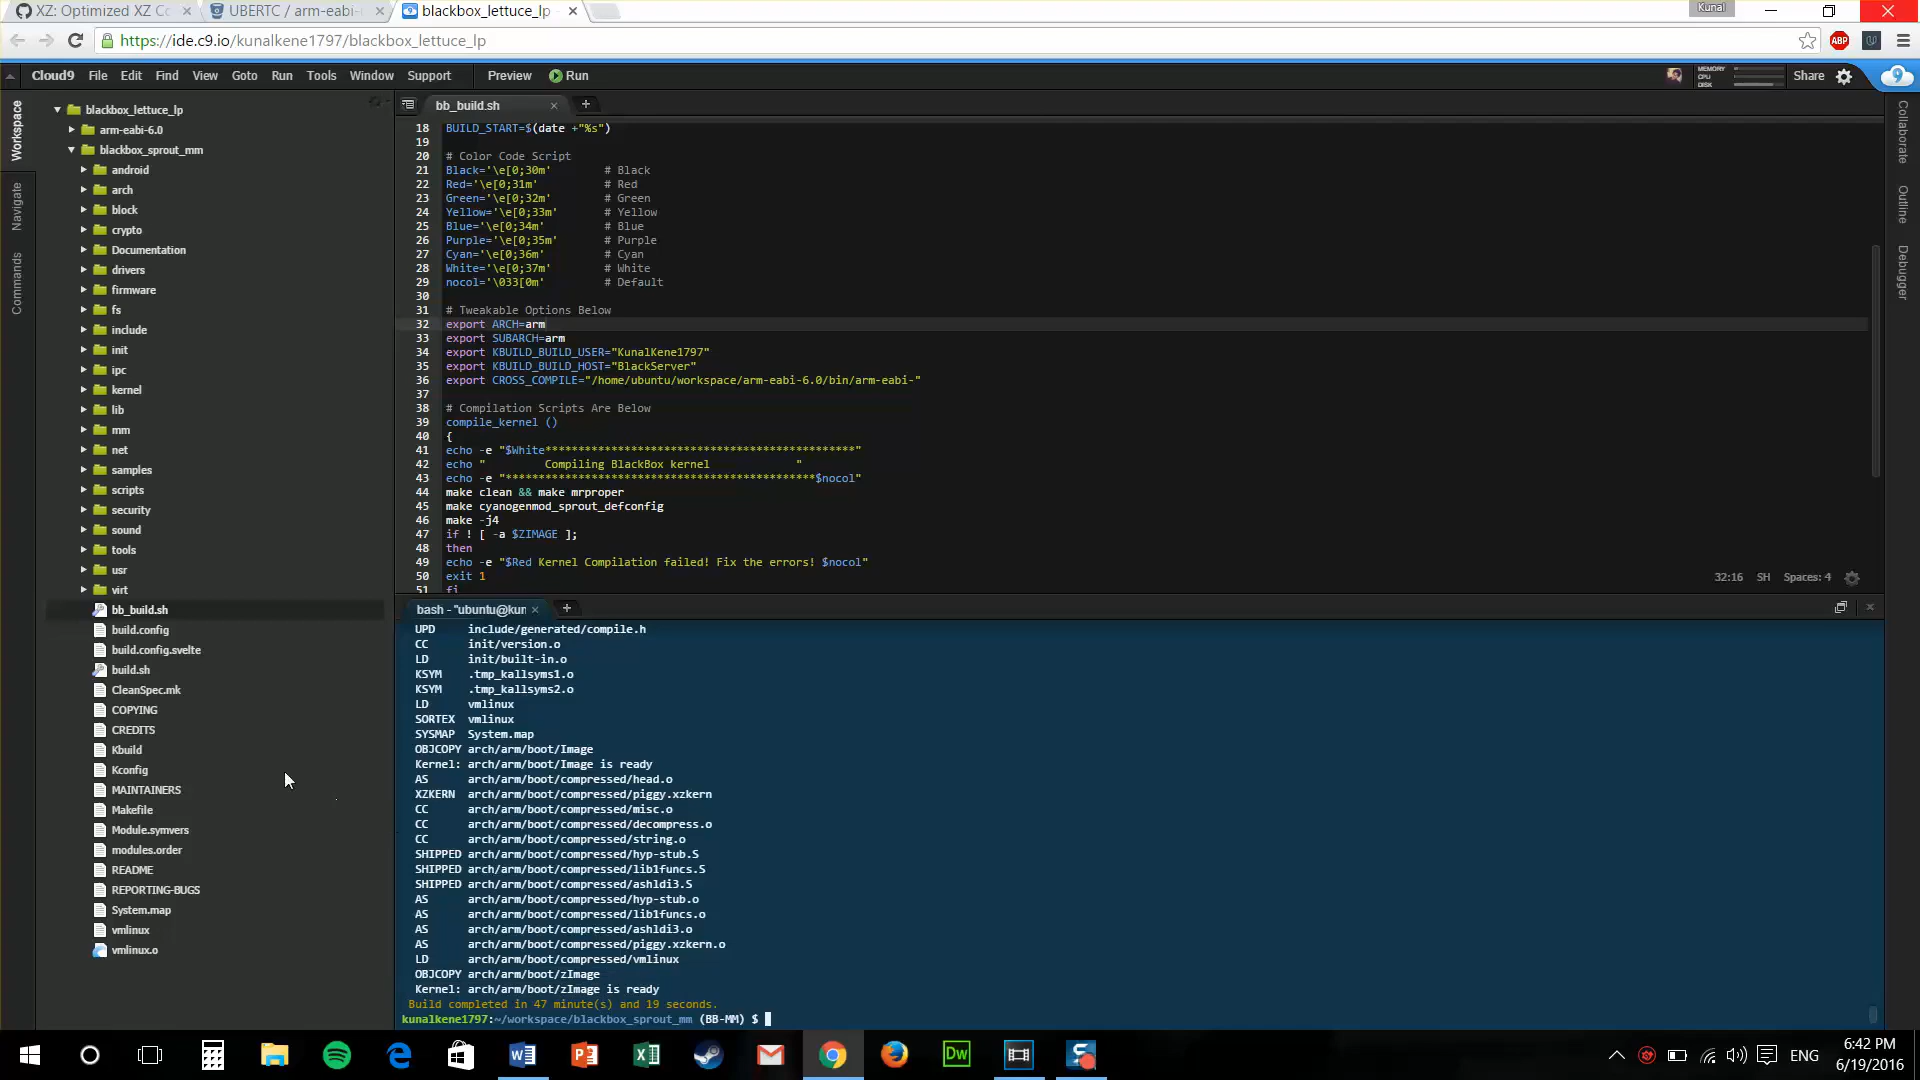 XZ: Optimized XZ Co
UBERTC / arm-eabi-
blackbox_lettuce_lp
Kunal
https://ide.c9.io/kunalkene1797/blackbox_lettuce_lp
ABP
Cloud9 File Edit Find View Goto Run Tools Window Support Preview Run
MEMORY
CPU
DISK
Share
Workspace
Navigate
Commands
blackbox_lettuce_lp
arm-eabi-6.0
blackbox_sprout_mm
android
arch
block
crypto
Documentation
drivers
firmware
fs
include
init
ipc
kernel
lib
mm
net
samples
scripts
security
sound
tools
usr
virt
bb_build.sh
build.config
build.config.svelte
build.sh
CleanSpec.mk
COPYING
CREDITS
Kbuild
Kconfig
MAINTAINERS
Makefile
Module.symvers
modules.order
README
REPORTING-BUGS
System.map
vmlinux
vmlinux.o
bb_build.sh
18 BUILD_START=$(date +"%s")
19
20 # Color Code Script
21 Black='\e[0;30m' # Black
22 Red='\e[0;31m' # Red
23 Green='\e[0;32m' # Green
24 Yellow='\e[0;33m' # Yellow
25 Blue='\e[0;34m' # Blue
26 Purple='\e[0;35m' # Purple
27 Cyan='\e[0;36m' # Cyan
28 White='\e[0;37m' # White
29 nocol='\033[0m' # Default
30
31 # Tweakable Options Below
32 export ARCH=arm
33 export SUBARCH=arm
34 export KBUILD_BUILD_USER="KunalKene1797"
35 export KBUILD_BUILD_HOST="BlackServer"
36 export CROSS_COMPILE="/home/ubuntu/workspace/arm-eabi-6.0/bin/arm-eabi-"
37
38 # Compilation Scripts Are Below
39 compile_kernel ()
40 {
41 echo -e "$White***********************************************"
42 echo " Compiling BlackBox kernel "
43 echo -e "***********************************************$nocol"
44 make clean && make mrproper
45 make cyanogenmod_sprout_defconfig
46 make -j4
47 if ! [ -a $ZIMAGE ];
48 then
49 echo -e "$Red Kernel Compilation failed! Fix the errors! $nocol"
50 exit 1
51 fi
32:16 SH Spaces: 4
Collaborate
Outline
Debugger
bash - "ubuntu@kun
UPD include/generated/compile.h
CC init/version.o
LD init/built-in.o
KSYM .tmp_kallsyms1.o
KSYM .tmp_kallsyms2.o
LD vmlinux
SORTEX vmlinux
SYSMAP System.map
OBJCOPY arch/arm/boot/Image
Kernel: arch/arm/boot/Image is ready
AS arch/arm/boot/compressed/head.o
XZKERN arch/arm/boot/compressed/piggy.xzkern
CC arch/arm/boot/compressed/misc.o
CC arch/arm/boot/compressed/decompress.o
CC arch/arm/boot/compressed/string.o
SHIPPED arch/arm/boot/compressed/hyp-stub.S
SHIPPED arch/arm/boot/compressed/lib1funcs.S
SHIPPED arch/arm/boot/compressed/ashldi3.S
AS arch/arm/boot/compressed/hyp-stub.o
AS arch/arm/boot/compressed/lib1funcs.o
AS arch/arm/boot/compressed/ashldi3.o
AS arch/arm/boot/compressed/piggy.xzkern.o
LD arch/arm/boot/compressed/vmlinux
OBJCOPY arch/arm/boot/zImage
Kernel: arch/arm/boot/zImage is ready
Build completed in 47 minute(s) and 19 seconds.
kunalkene1797:~/workspace/blackbox_sprout_mm (BB-MM) $
Dw
ENG
6:42 PM
6/19/2016